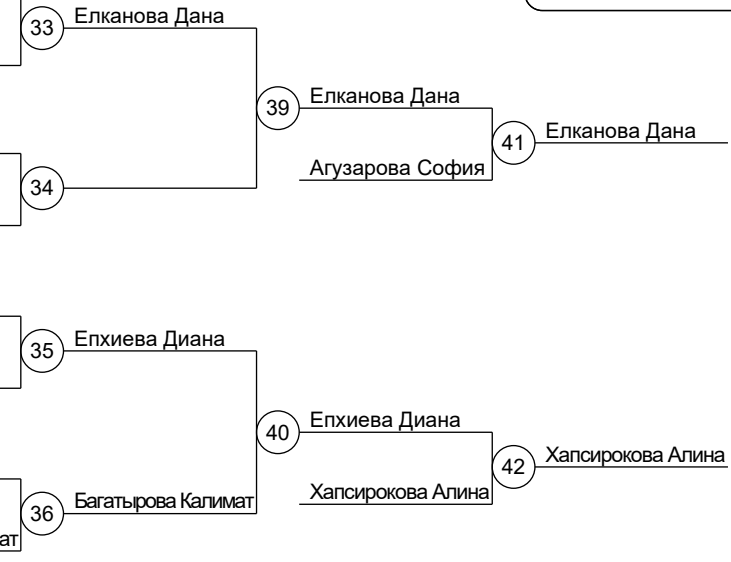 33 Елканова Дана
39 Елканова Дана
41 Елканова Дана
Агузарова София
34
35 Епхиева Диана
40 Епхиева Диана
42 Хапсирокова Алина
Хапсирокова Алина
36 Багатырова Калимат
ат